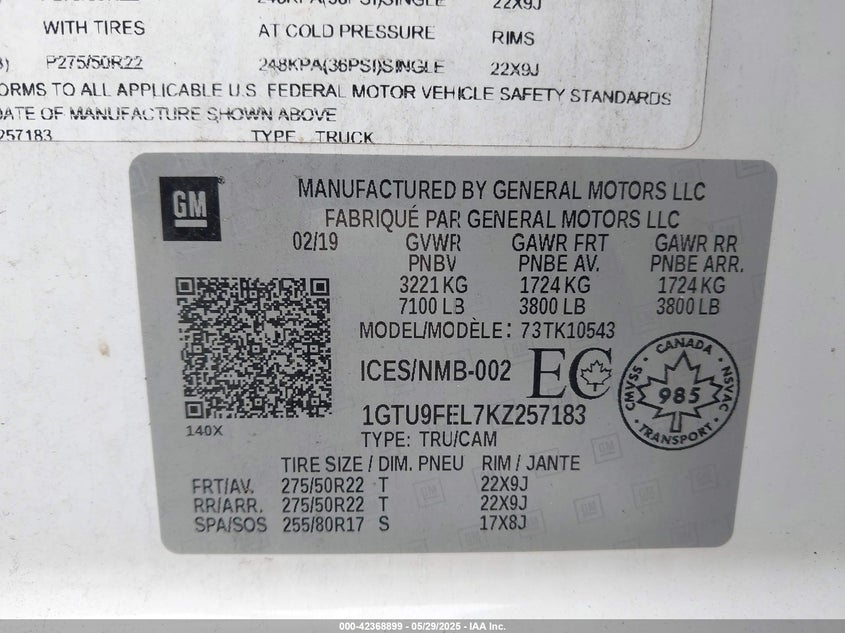 WITH TIRES AT COLD PRESSURE RIMS
P275/50R22 248KPA(36PSI)SINGLE 22X9J
ORMS TO ALL APPLICABLE U.S. FEDERAL MOTOR VEHICLE SAFETY STANDARDS
DATE OF MANUFACTURE SHOWN ABOVE
257183 TYPE: TRUCK
GM
MANUFACTURED BY GENERAL MOTORS LLC
FABRIQUÉ PAR GENERAL MOTORS LLC
02/19 GVWR GAWR FRT GAWR RR
PNBV PNBE AV. PNBE ARR.
3221 KG 1724 KG 1724 KG
7100 LB 3800 LB 3800 LB
MODEL/MODÈLE: 73TK10543
ICES/NMB-002 EC
CANADA
CMVSS 985 NSVAC
TRANSPORT
1GTU9FEL7KZ257183
140X
TYPE: TRU/CAM
TIRE SIZE / DIM. PNEU RIM / JANTE
FRT/AV. 275/50R22 T 22X9J
RR/ARR. 275/50R22 T 22X9J
SPA/SOS 255/80R17 S 17X8J
000-42368899 • 05/29/2025 - IAA Inc.